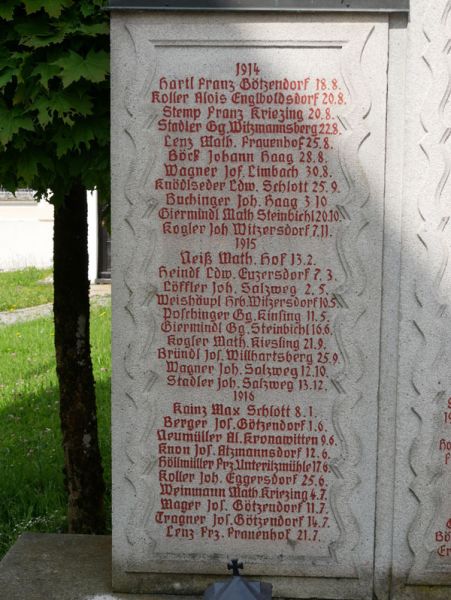 1914
Hartl Franz Götzendorf 18.8.
Koller Alois Englboldsdorf 20.8.
Stemp Franz Kriezing 20.8.
Stadler Gg. Witzmannsberg 22.8.
Lenz Math. Frauenhof 25.8.
Böck Johann Haag 28.8.
Wagner Jos. Limbach 30.8.
Knödlseder Ldw. Schlott 25.9.
Buchinger Joh. Haag 3.10.
Giermindl Math Steinbichl 20.10.
Kogler Joh Witzersdorf 7.11.
1915
Neiß Math. Hof 13.2.
Heindl Ldw. Euzersdorf 7.3.
Löffler Joh. Salzweg 2.5.
Weishäupl Hrb. Witzersdorf 10.5
Poschinger Gg. Kinsing 11.5.
Giermindl Gg. Steinbichl 16.6.
Kogler Math. Kiesling 21.9.
Bründl Jos. Willhartsberg 25.9.
Wagner Joh. Salzweg 12.10.
Stadler Joh. Salzweg 13.12.
1916
Kainz Max Schlott 8.1.
Berger Jos. Götzendorf 1.6.
Neumüller Al. Kronawitten 9.6.
Knon Jos. Atzmannsdorf 12.6.
Höllmüller Frz. Unteritzmühle 17.6.
Koller Joh. Eggersdorf 25.6.
Weinmann Math. Kriezing 4.7.
Mager Jos. Götzendorf 11.7.
Tragner Jos. Götzendorf 14.7.
Lenz Frz. Frauenhof 21.7.